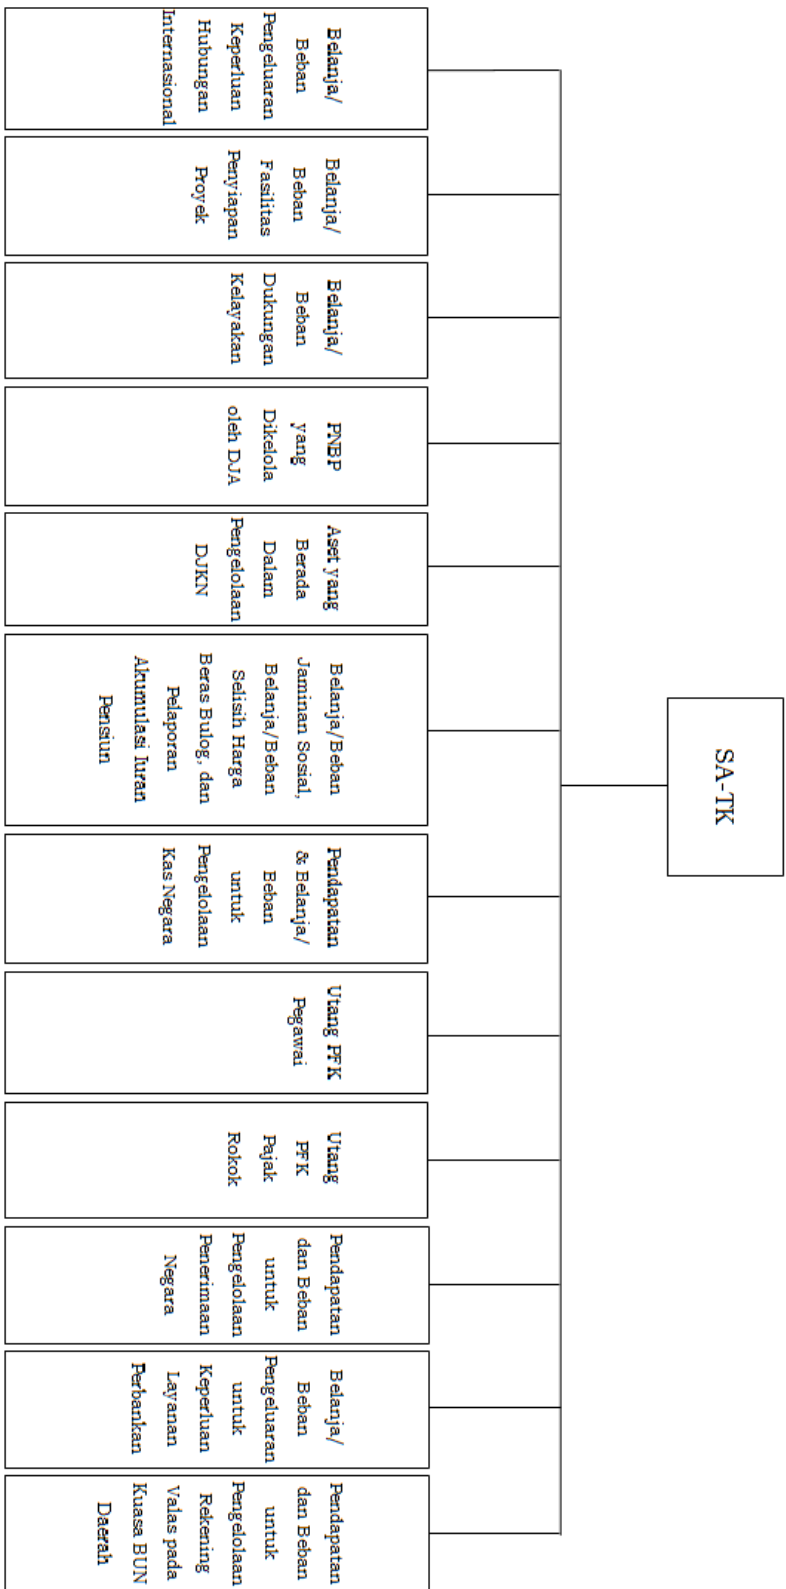 SA-TK
Belanja/
Beban
Pengeluaran
Keperluan
Hubungan
Internasional
Belanja/
Beban
Fasilitas
Penyiapan
Proyek
Belanja/
Beban
Dukungan
Kelayakan
PNBP
yang
Dikelola
oleh DJA
Aset yang
Berada
Dalam
Pengelolaan
DJKN
Belanja/Beban
Jaminan Sosial,
Belanja/Beban
Selisih Harga
Beras Bulog, dan
Pelaporan
Akumulasi Iuran
Pensiun
Pendapatan
& Belanja/
Beban
untuk
Pengelolaan
Kas Negara
Utang PFK
Pegawai
Utang
PFK
Pajak
Rokok
Pendapatan
dan Beban
untuk
Pengelolaan
Penerimaan
Negara
Belanja/
Beban
Pengeluaran
untuk
Keperluan
Layanan
Perbankan
Pendapatan
dan Beban
untuk
Pengelolaan
Rekening
Valas pada
Kuasa BUN
Daerah